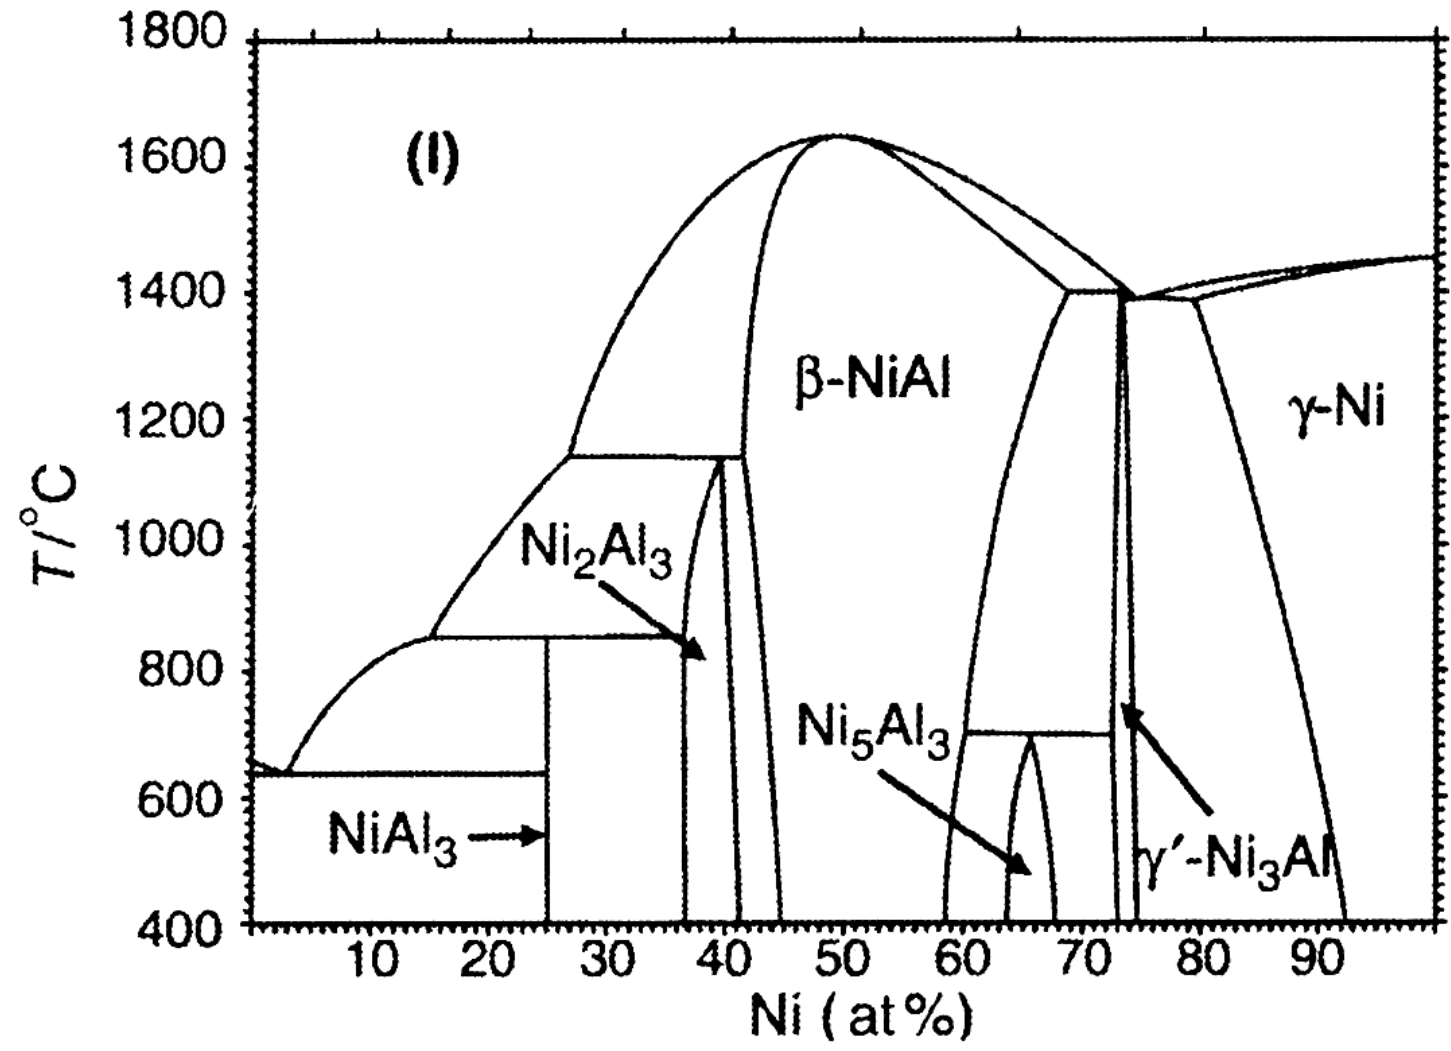 1800
1600
1400
1200
1000
800
600
400
T/°C
(l)
β-NiAl
γ-Ni
Ni₂Al₃
Ni₅Al₃
NiAl₃
γ′-Ni₃Al
10 20 30 40 50 60 70 80 90
Ni (at%)